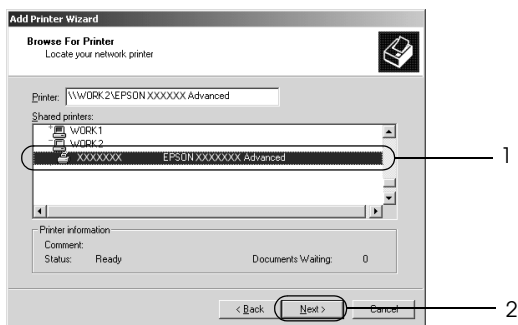 Add Printer Wizard
Browse For Printer
Locate your network printer
Printer: \\WORK2\EPSON XXXXXX Advanced
Shared printers:
WORK1
WORK2
XXXXXXX EPSON XXXXXXX Advanced
1
Printer information
Comment:
Status: Ready Documents Waiting: 0
< Back Next > Cancel
2